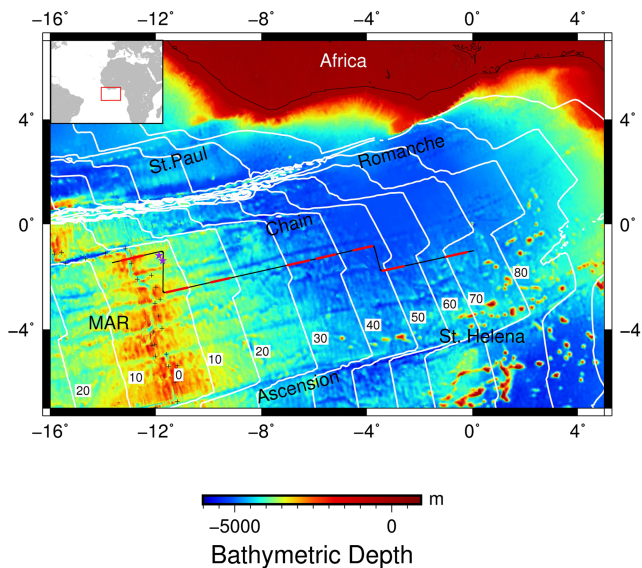 −16˚ −12˚ −8˚ −4˚ 0˚ 4˚
Africa
4˚ 4˚
St.Paul
Romanche
Chain
0˚ 0˚
80
70
60
50
40
30
20
10
0
10
20
MAR
−4˚ −4˚
St. Helena
Ascension
−16˚ −12˚ −8˚ −4˚ 0˚ 4˚
m
−5000 0
Bathymetric Depth